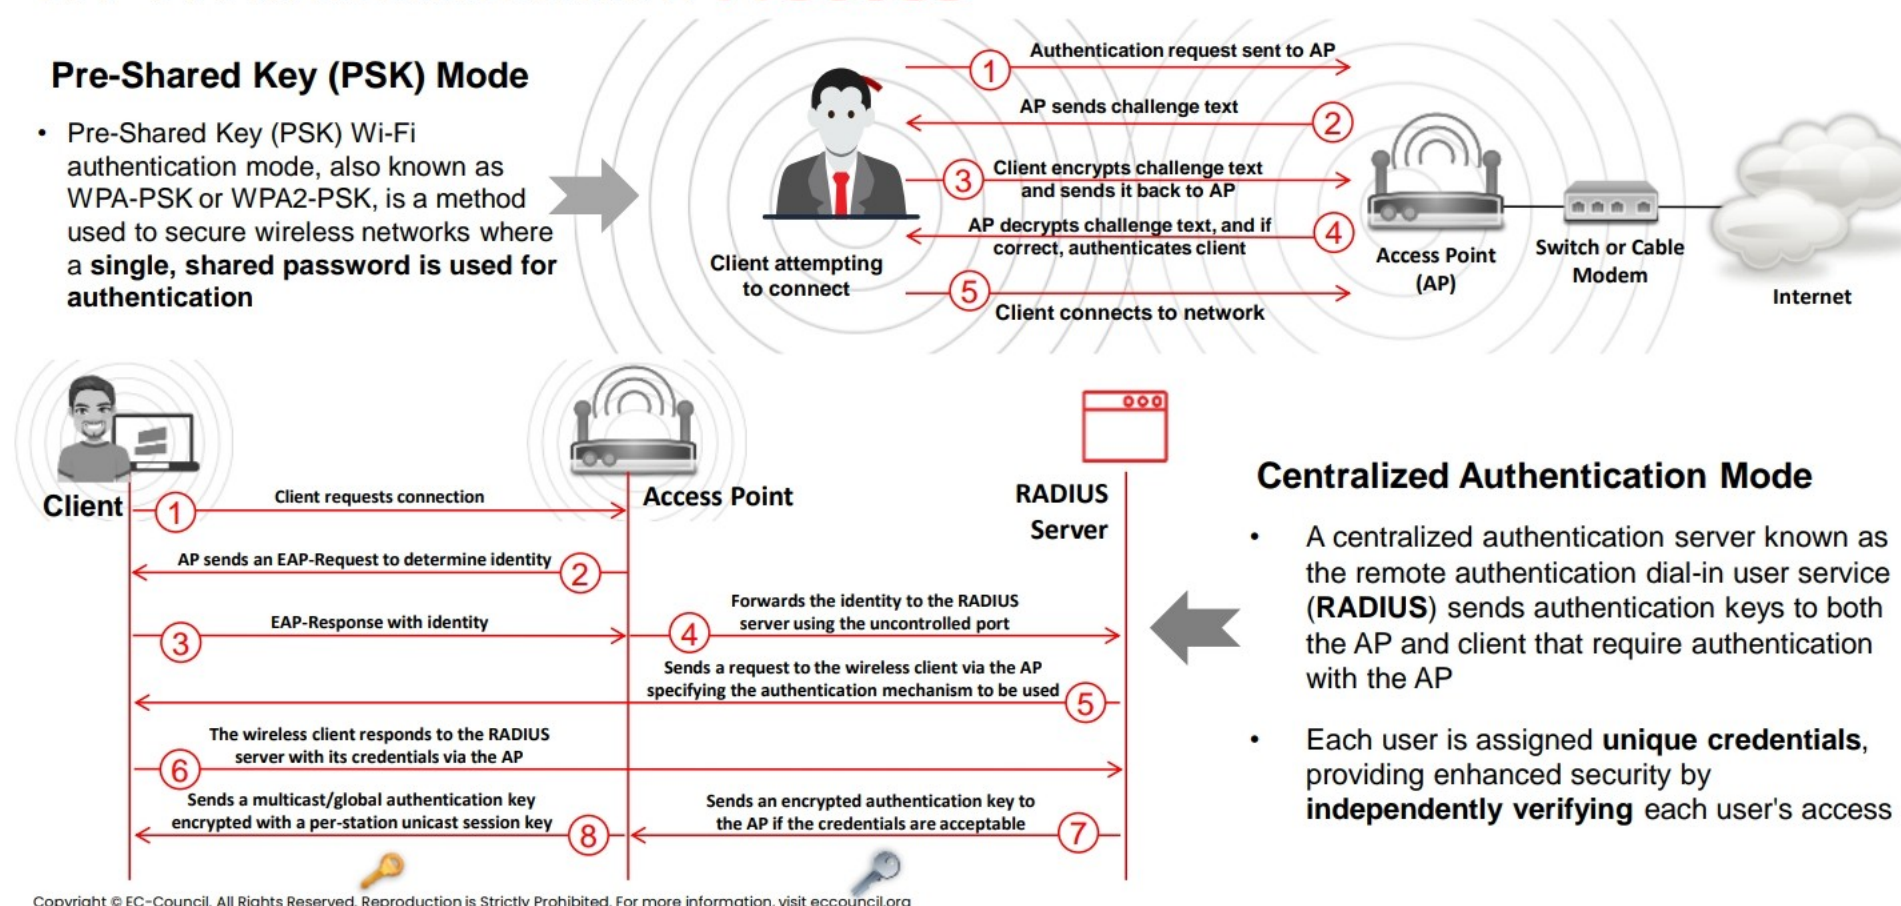 Pre-Shared Key (PSK) Mode
• Pre-Shared Key (PSK) Wi-Fi
authentication mode, also known as
WPA-PSK or WPA2-PSK, is a method
used to secure wireless networks where
a single, shared password is used for
authentication
Authentication request sent to AP
1
AP sends challenge text
2
3
Client encrypts challenge text
and sends it back to AP
AP decrypts challenge text, and if
correct, authenticates client
4
5
Client connects to network
Client attempting
to connect
Access Point
(AP)
Switch or Cable
Modem
Internet
Client
Access Point
RADIUS
Server
Client requests connection
1
AP sends an EAP-Request to determine identity
2
EAP-Response with identity
3
Forwards the identity to the RADIUS
server using the uncontrolled port
4
Sends a request to the wireless client via the AP
specifying the authentication mechanism to be used
5
The wireless client responds to the RADIUS
server with its credentials via the AP
6
Sends an encrypted authentication key to
the AP if the credentials are acceptable
7
Sends a multicast/global authentication key
encrypted with a per-station unicast session key
8
Centralized Authentication Mode
• A centralized authentication server known as
the remote authentication dial-in user service
(RADIUS) sends authentication keys to both
the AP and client that require authentication
with the AP
• Each user is assigned unique credentials,
providing enhanced security by
independently verifying each user's access
Copyright © EC-Council. All Rights Reserved. Reproduction is Strictly Prohibited. For more information, visit eccouncil.org